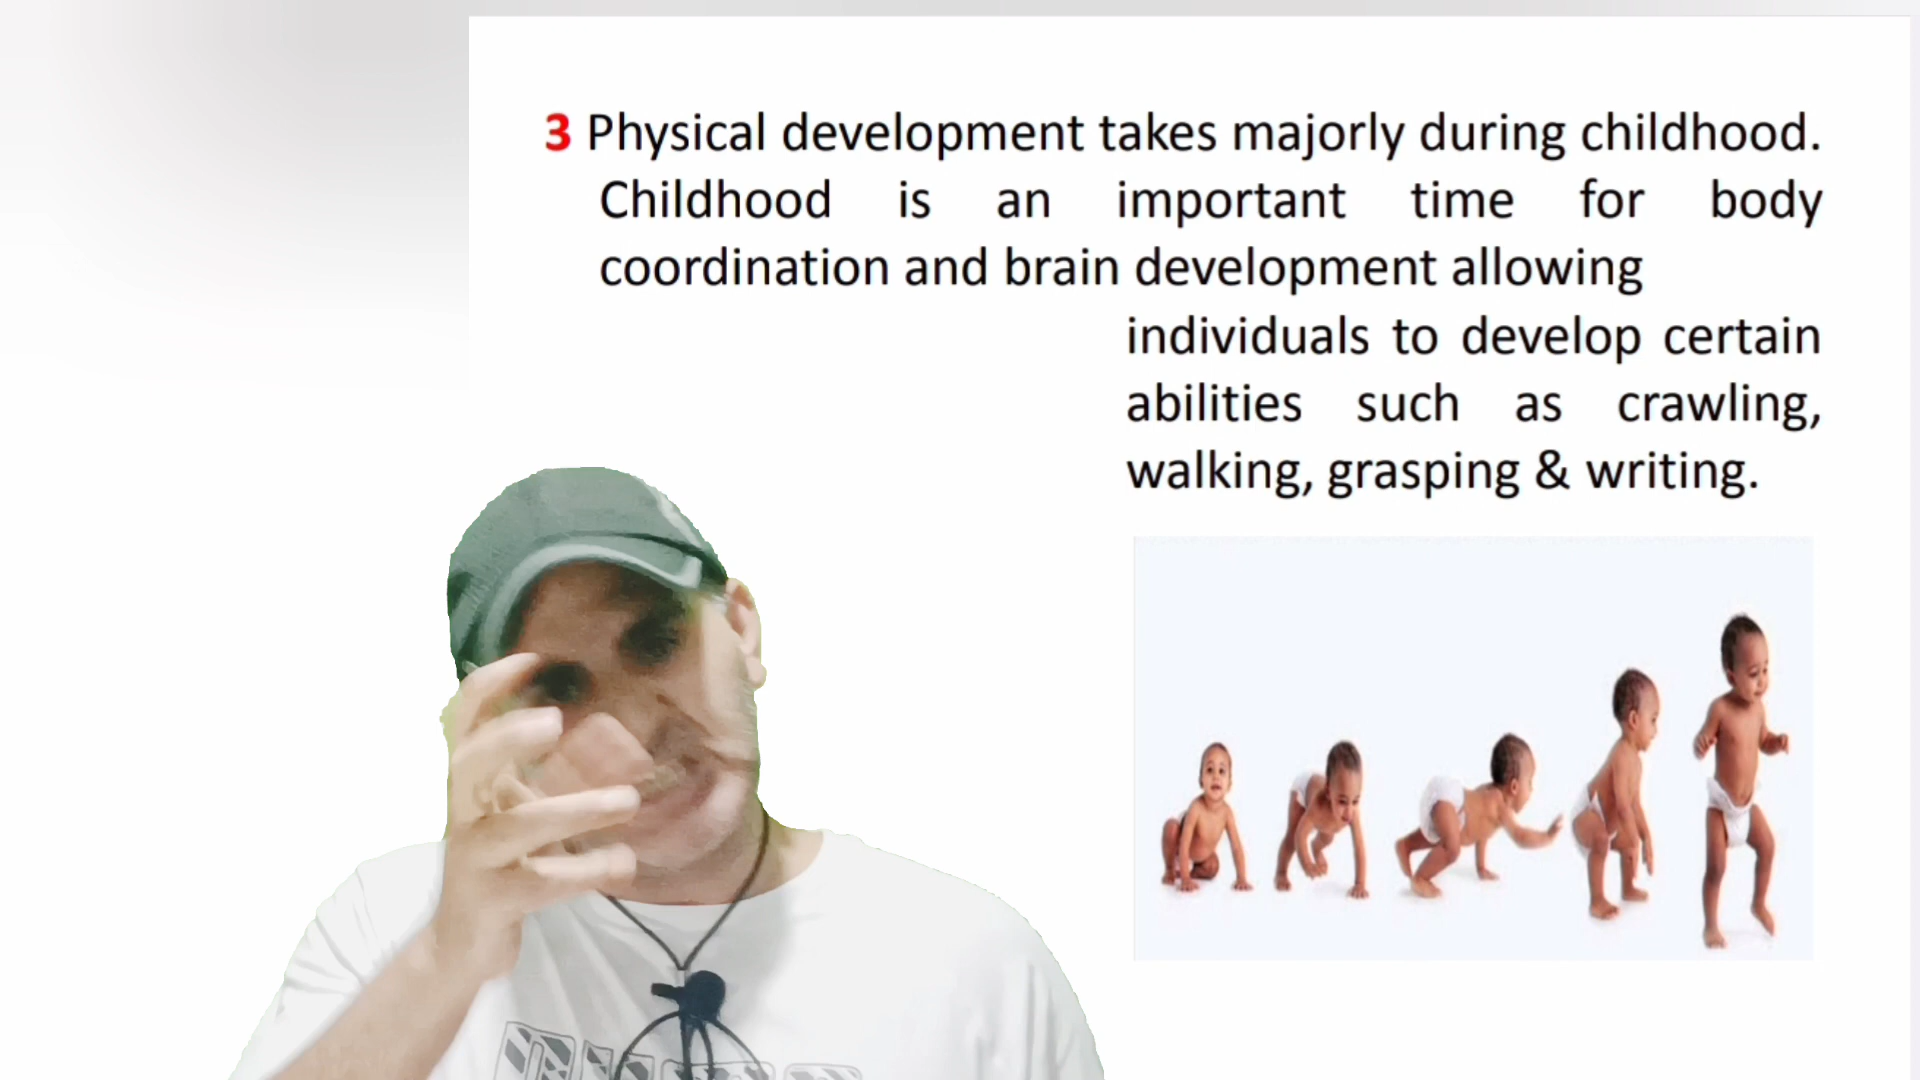 3 Physical development takes majorly during childhood.
Childhood is an important time for body
coordination and brain development allowing
individuals to develop certain
abilities such as crawling,
walking, grasping & writing.